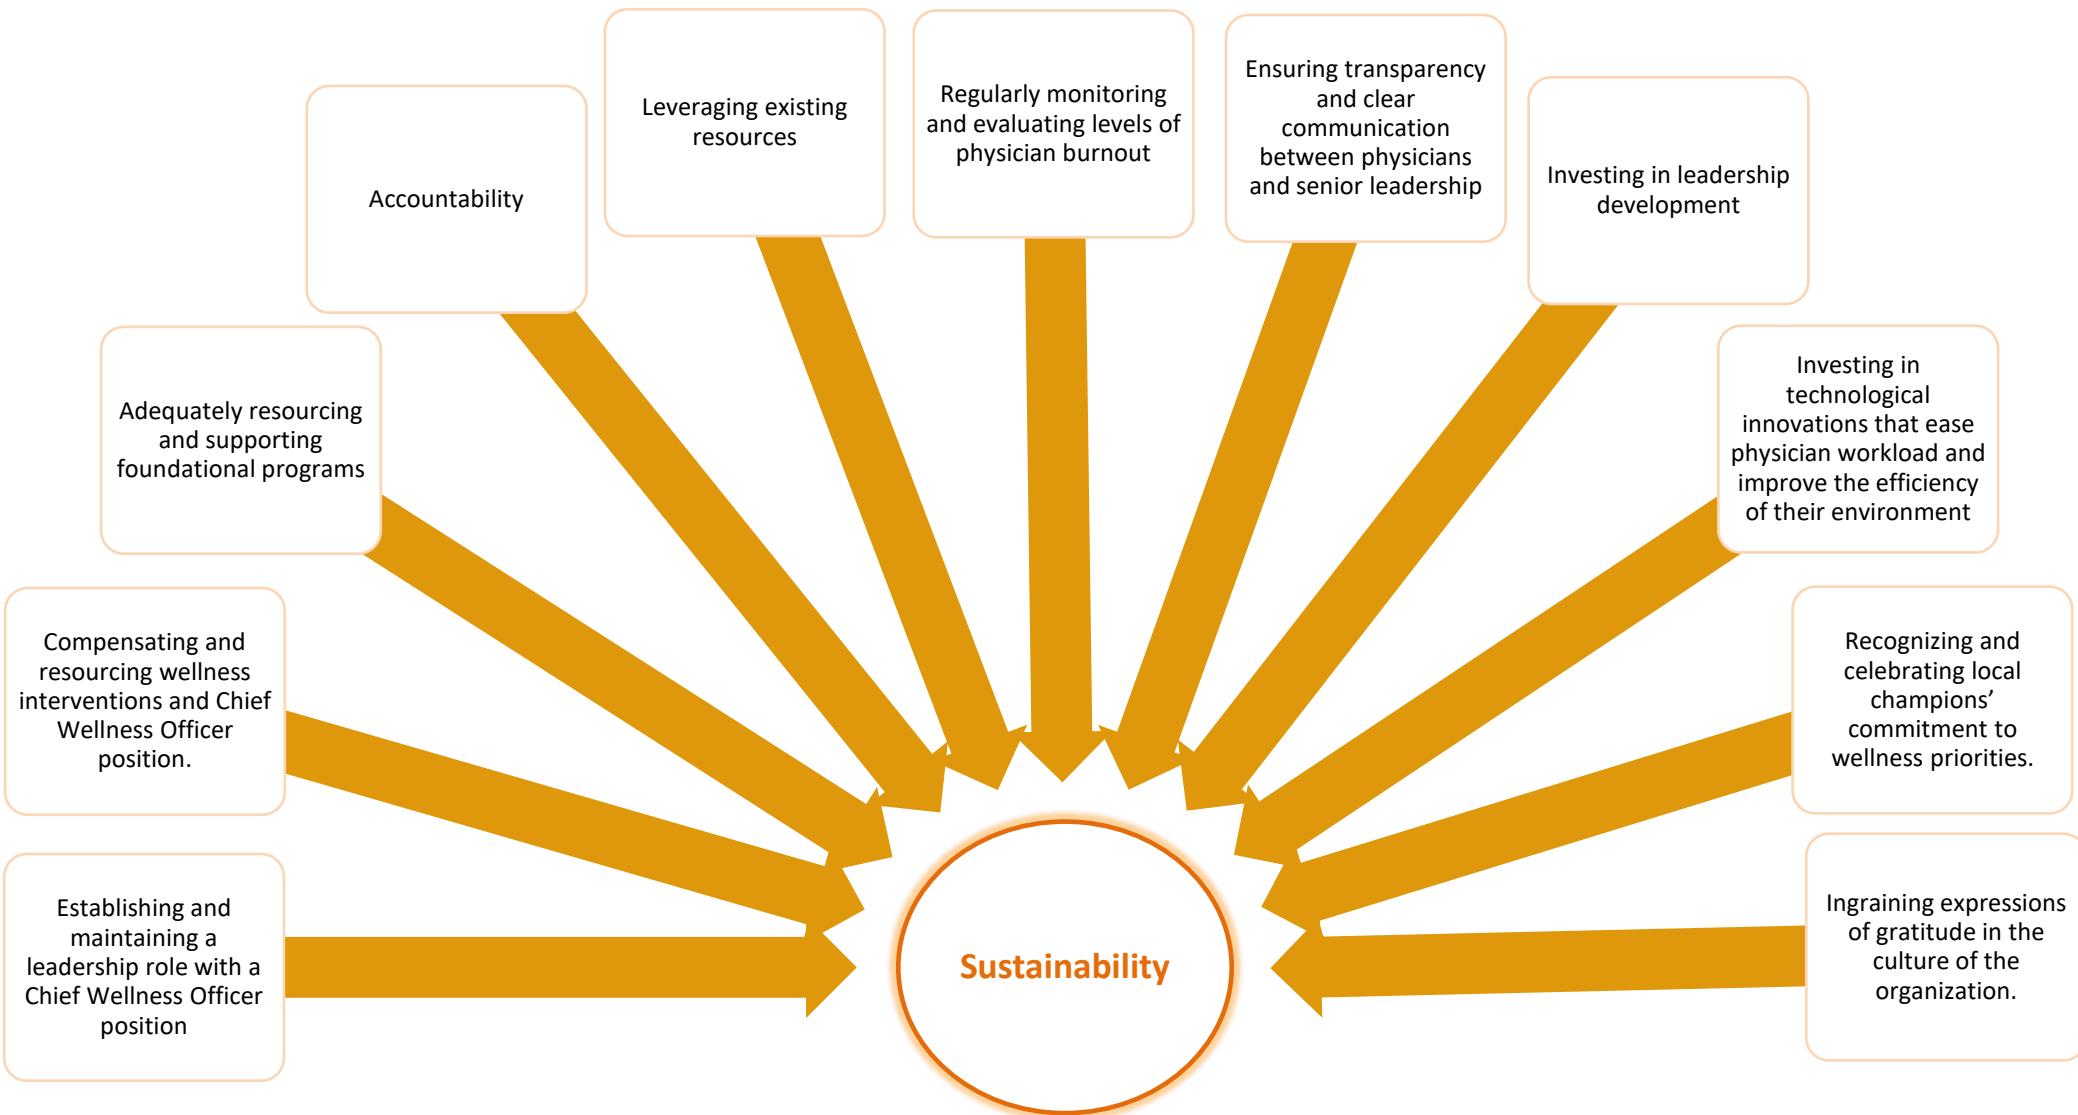 Establishing and
maintaining a
leadership role with a
Chief Wellness Officer
position
Compensating and
resourcing wellness
interventions and Chief
Wellness Officer
position.
Adequately resourcing
and supporting
foundational programs
Accountability
Leveraging existing
resources
Regularly monitoring
and evaluating levels of
physician burnout
Ensuring transparency
and clear
communication
between physicians
and senior leadership
Investing in leadership
development
Investing in
technological
innovations that ease
physician workload and
improve the efficiency
of their environment
Recognizing and
celebrating local
champions’
commitment to
wellness priorities.
Ingraining expressions
of gratitude in the
culture of the
organization.
Sustainability